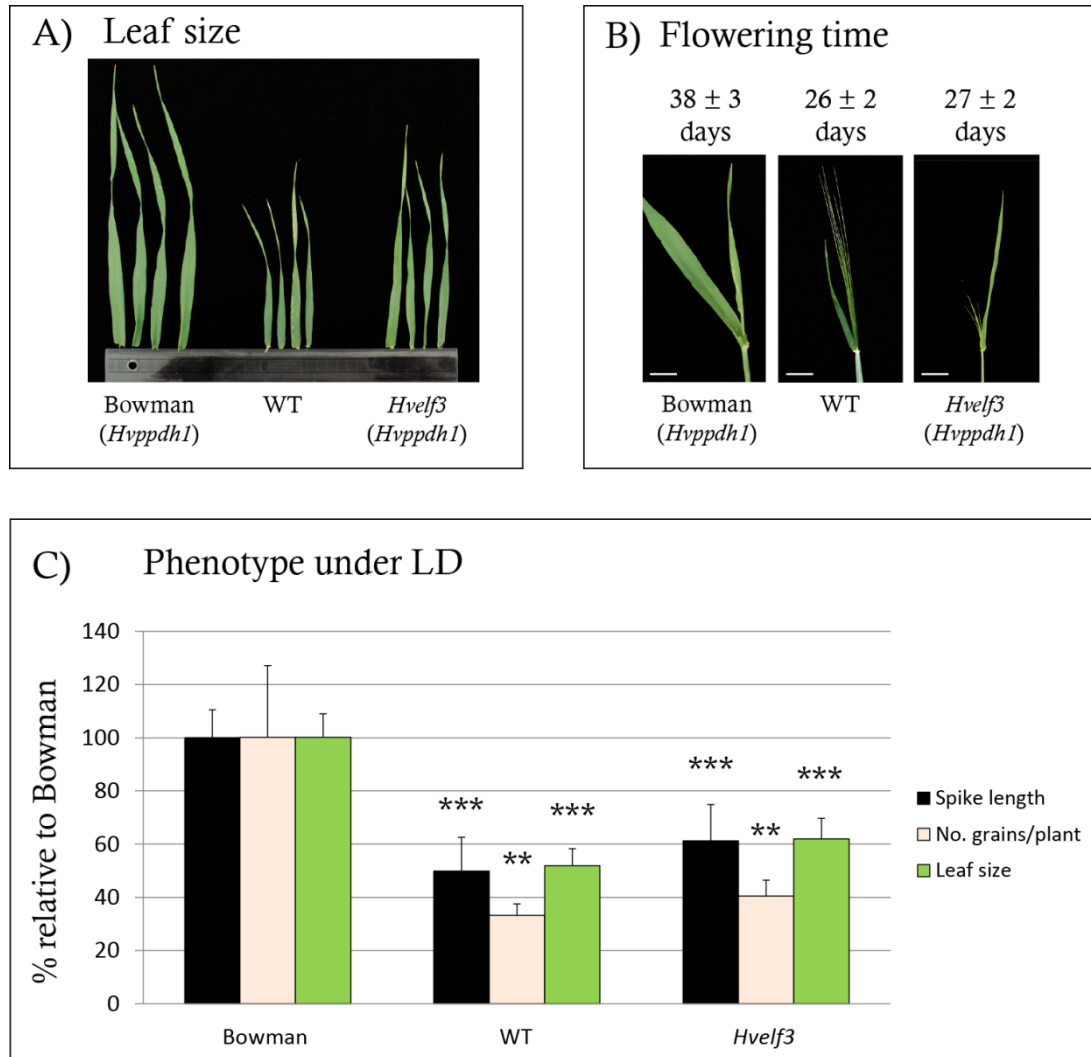 A) Leaf size
Bowman
(Hvppdh1)
WT
Hvelf3
(Hvppdh1)
B) Flowering time
38 ± 3
days
26 ± 2
days
27 ± 2
days
Bowman
(Hvppdh1)
WT
Hvelf3
(Hvppdh1)
C) Phenotype under LD
% relative to Bowman
140
120
100
80
60
40
20
0
***
**
***
***
**
***
Bowman
WT
Hvelf3
Spike length
No. grains/plant
Leaf size